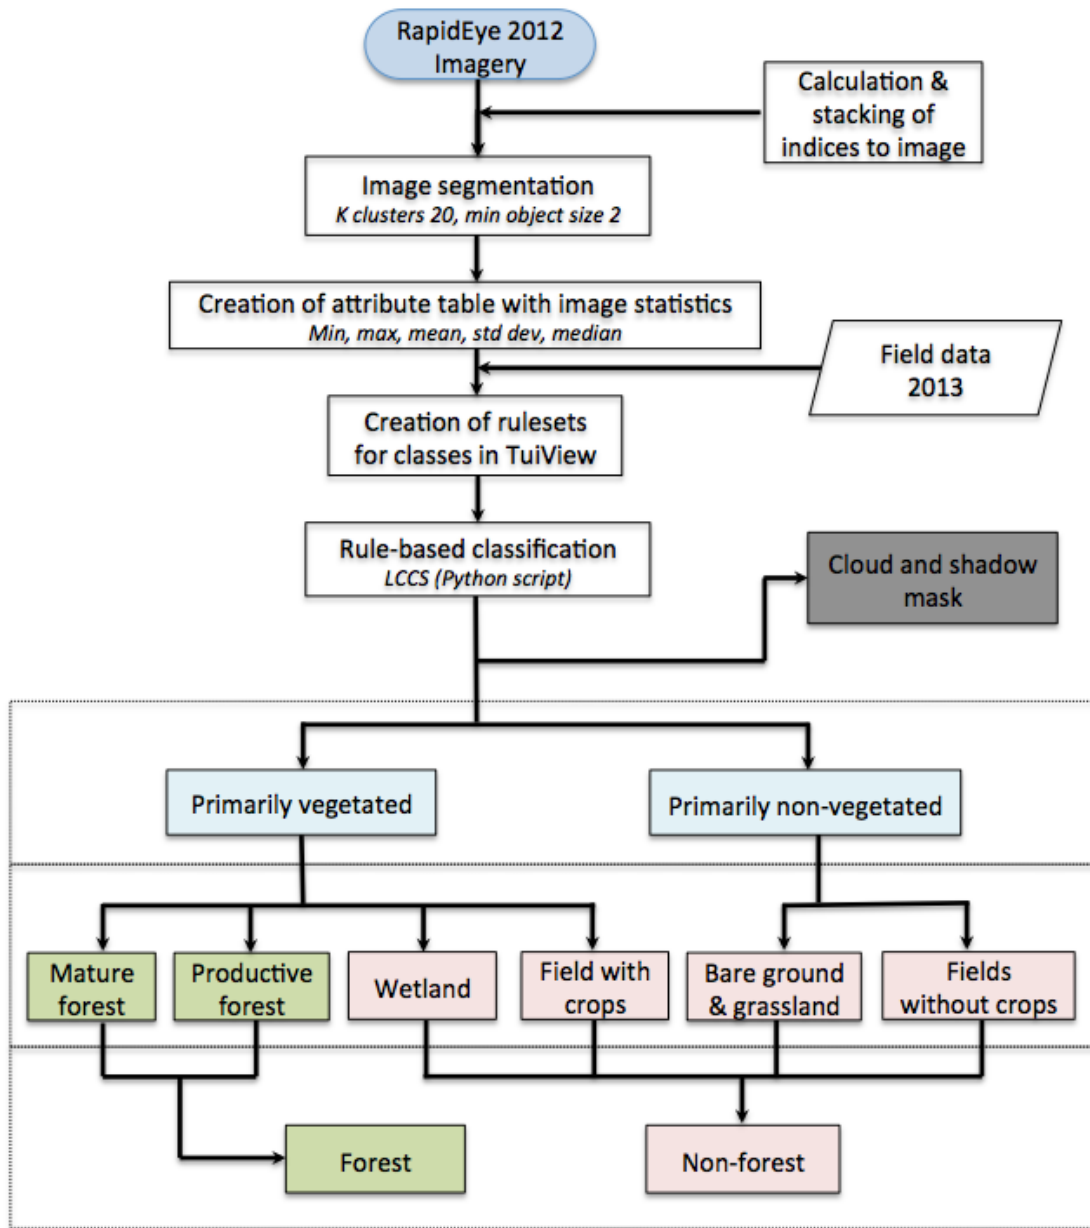 RapidEye 2012
Imagery
Calculation &
stacking of
indices to image
Image segmentation
K clusters 20, min object size 2
Creation of attribute table with image statistics
Min, max, mean, std dev, median
Field data
2013
Creation of rulesets
for classes in TuiView
Rule-based classification
LCCS (Python script)
Cloud and shadow
mask
Primarily vegetated
Primarily non-vegetated
Mature
forest
Productive
forest
Wetland
Field with
crops
Bare ground
& grassland
Fields
without crops
Forest
Non-forest